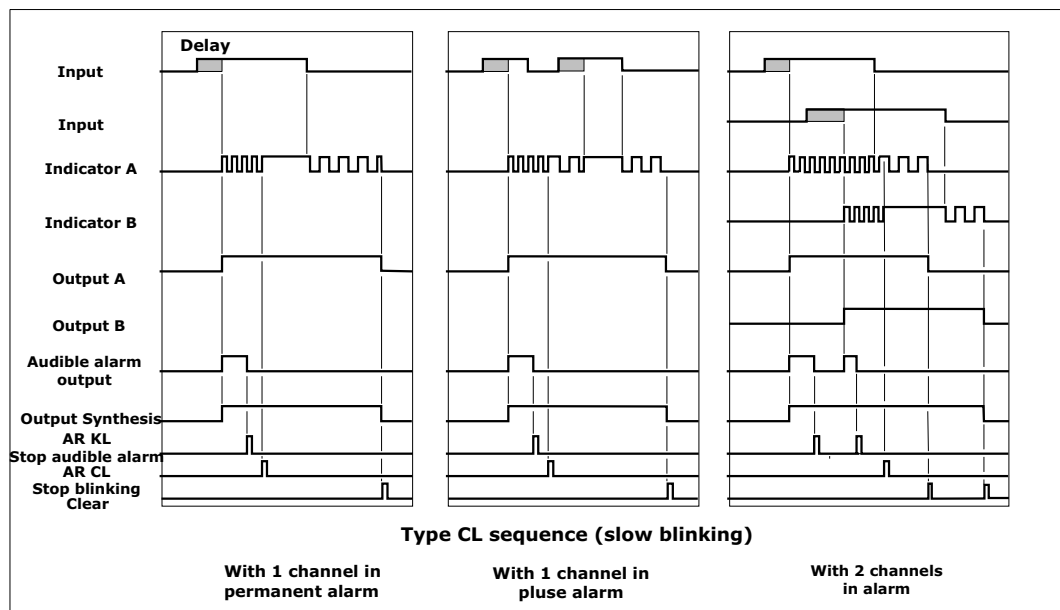 Delay
Input
Input
Indicator A
Indicator B
Output A
Output B
Audible alarm
output
Output Synthesis
AR KL
Stop audible alarm
AR CL
Stop blinking
Clear
Type CL sequence (slow blinking)
With 1 channel in
permanent alarm
With 1 channel in
pluse alarm
With 2 channels
in alarm